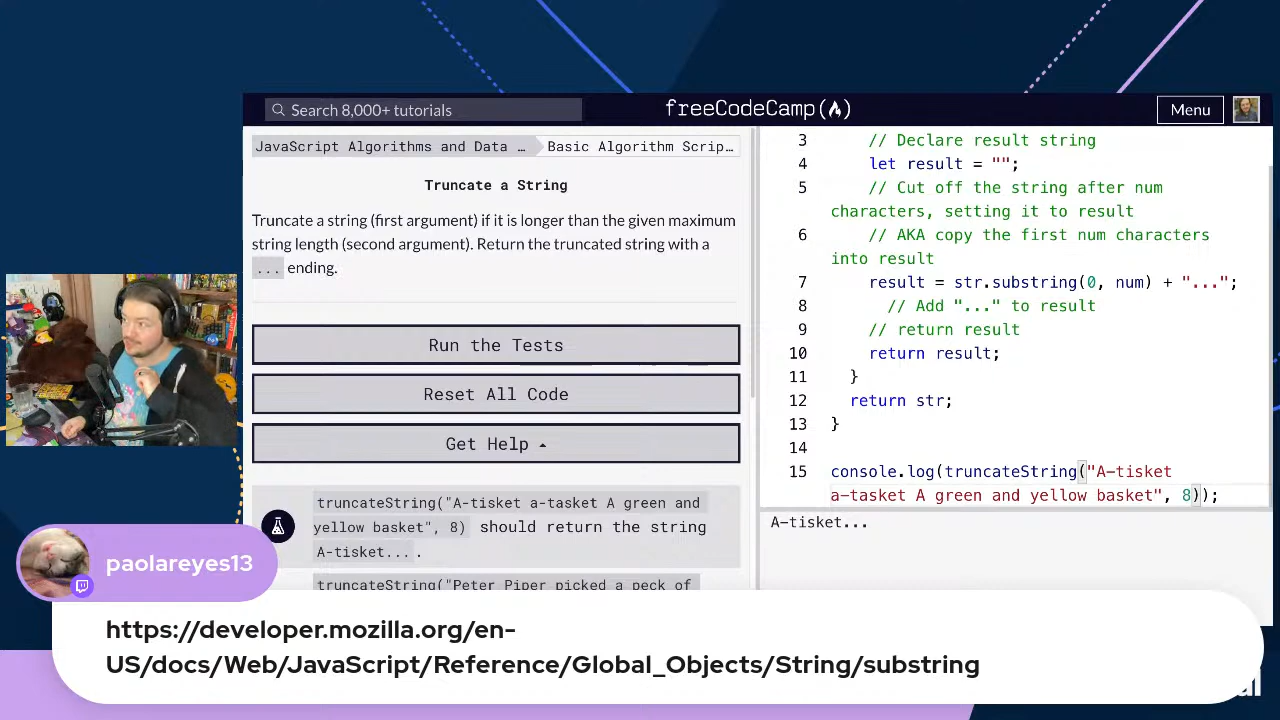 Search 8,000+ tutorials
freeCodeCamp
Menu
JavaScript Algorithms and Data …
Basic Algorithm Scrip…
Truncate a String
Truncate a string (first argument) if it is longer than the given maximum
string length (second argument). Return the truncated string with a
... ending.
Run the Tests
Reset All Code
Get Help
truncateString("A-tisket a-tasket A green and
yellow basket", 8) should return the string
A-tisket... .
truncateString("Peter Piper picked a peck of
3 // Declare result string
4 let result = "";
5 // Cut off the string after num
characters, setting it to result
6 // AKA copy the first num characters
into result
7 result = str.substring(0, num) + "...";
8 // Add "..." to result
9 // return result
10 return result;
11 }
12 return str;
13 }
14
15 console.log(truncateString("A-tisket
a-tasket A green and yellow basket", 8));
A-tisket...
paolareyes13
https://developer.mozilla.org/en-
US/docs/Web/JavaScript/Reference/Global_Objects/String/substring